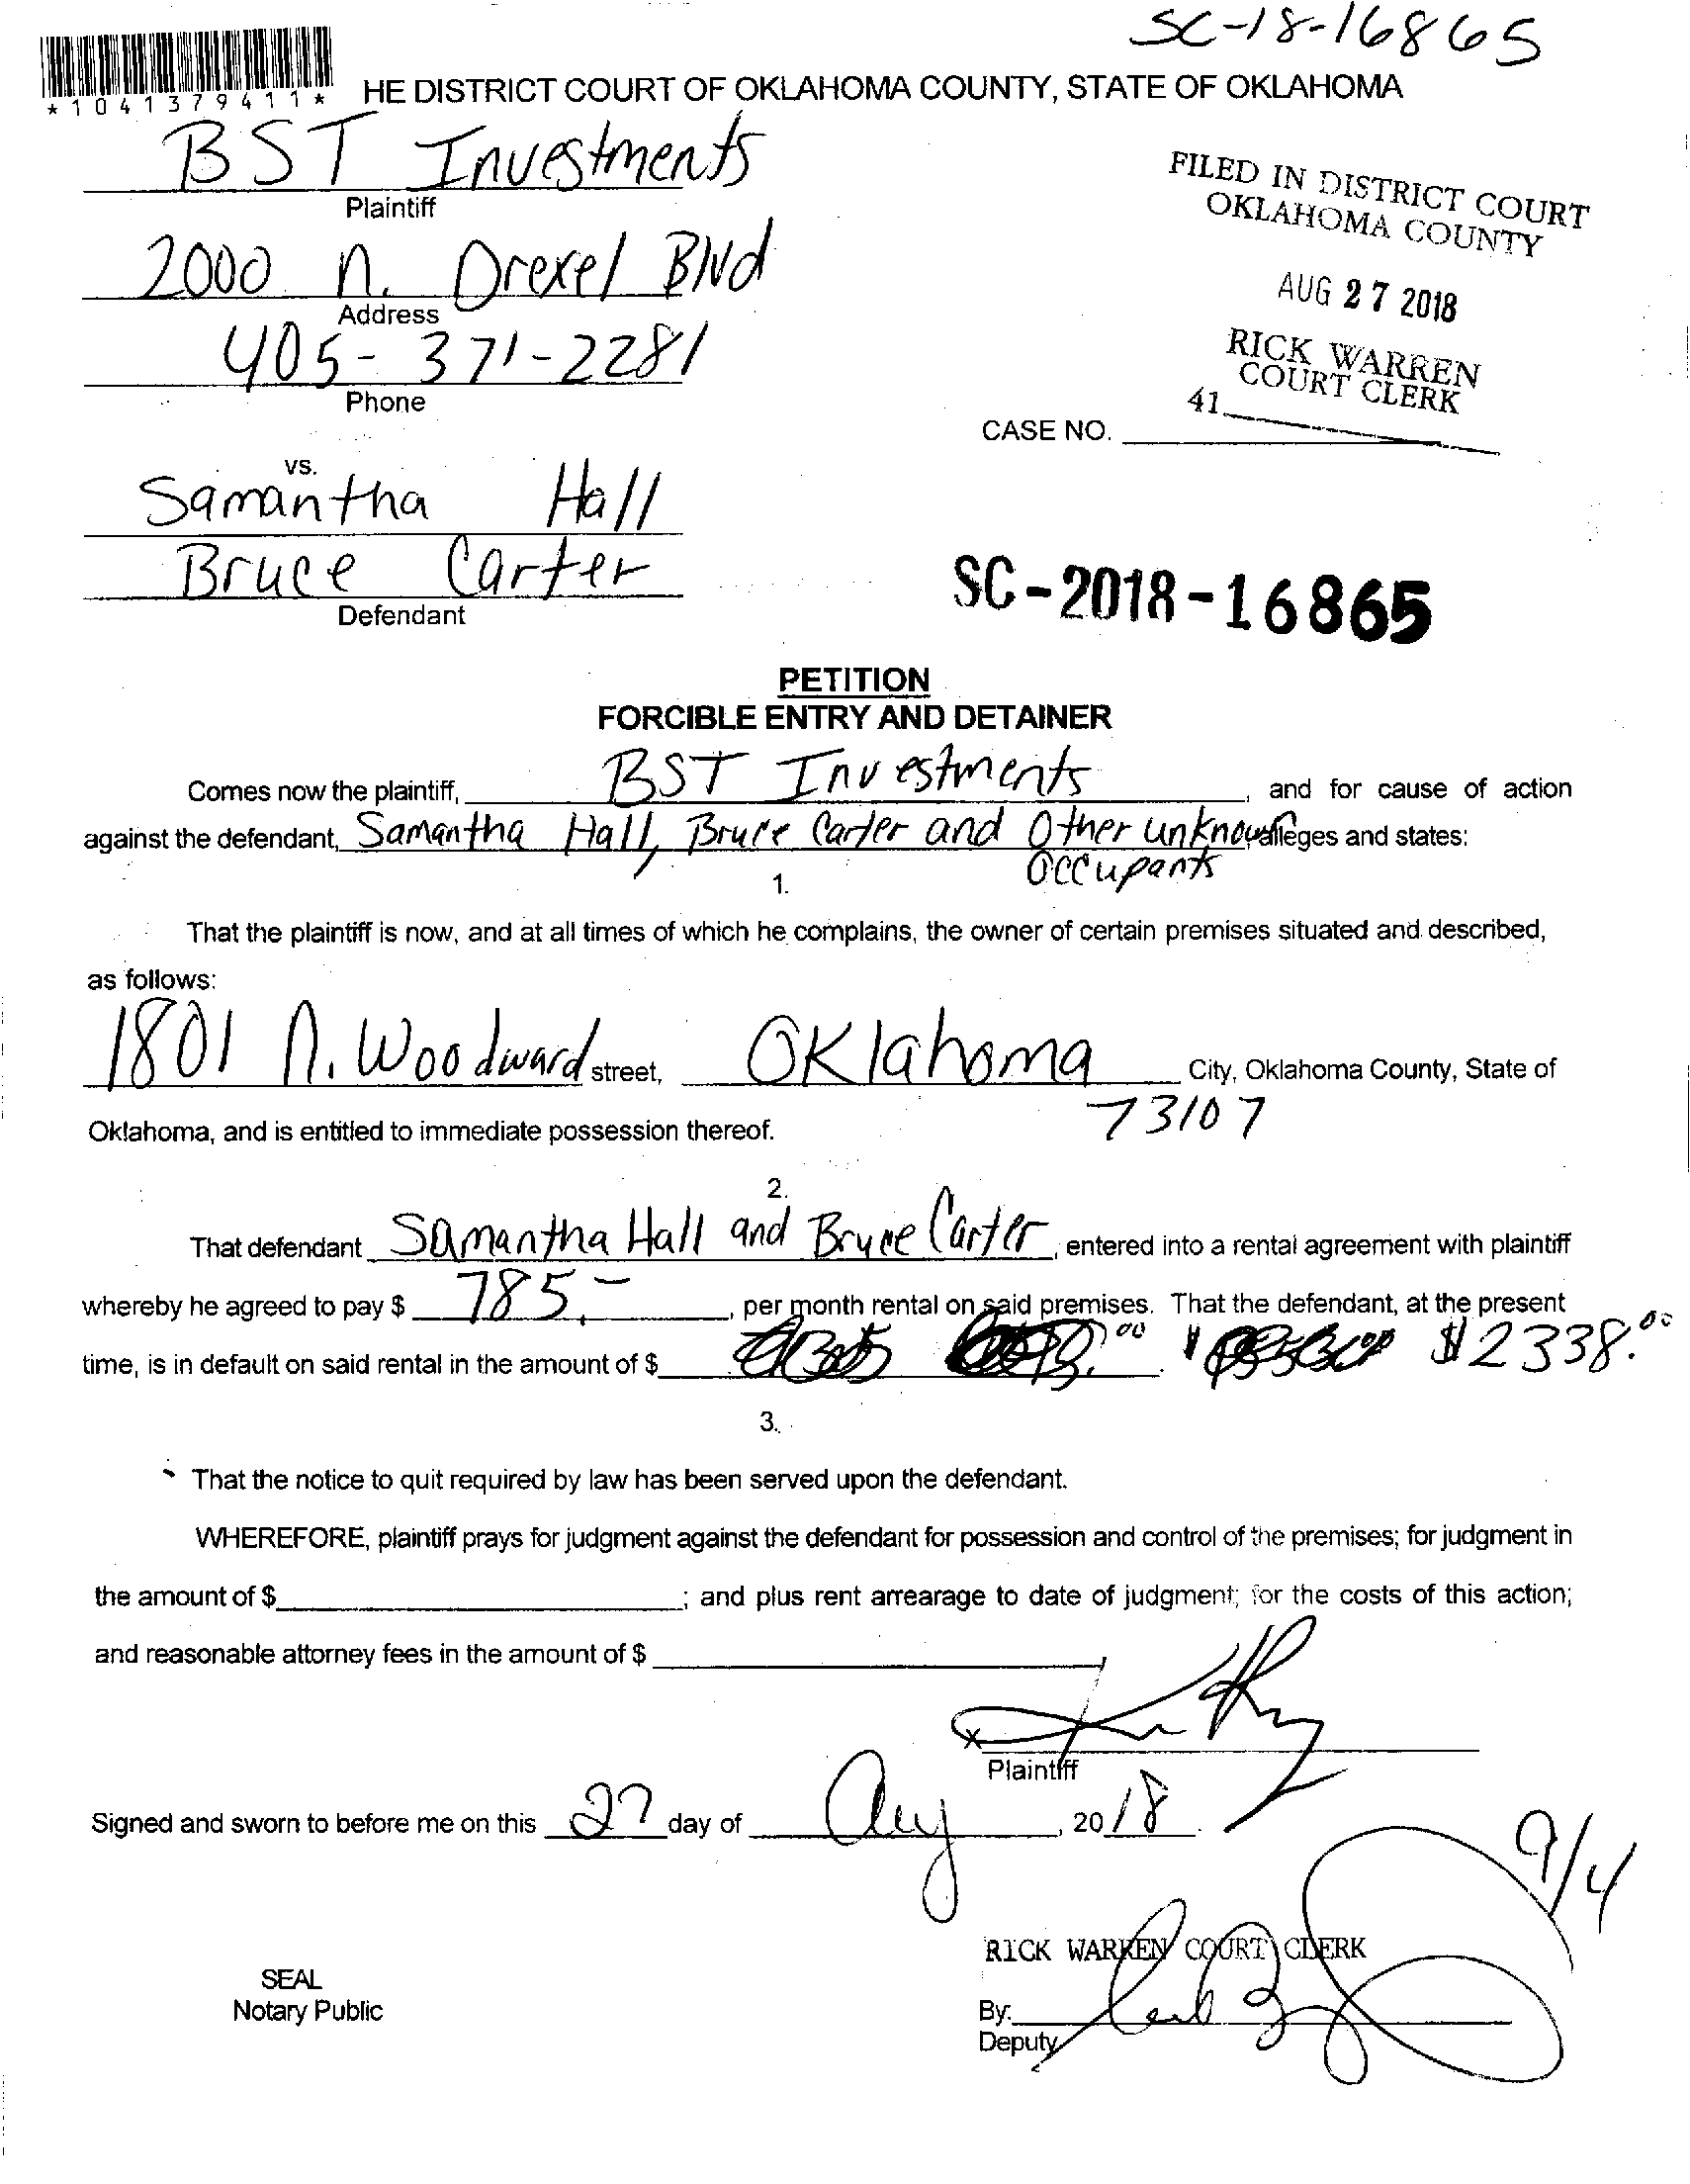 SC-18-16865
*1041379411*
HE DISTRICT COURT OF OKLAHOMA COUNTY, STATE OF OKLAHOMA
BST Investments
Plaintiff
2000 N. Drexel Blvd
Address
405-371-2281
Phone
FILED IN DISTRICT COURT
OKLAHOMA COUNTY
AUG 27 2018
RICK WARREN
COURT CLERK
41
CASE NO.
vs.
Samantha Hall
Bruce Carter
Defendant
SC-2018-16865
PETITION
FORCIBLE ENTRY AND DETAINER
Comes now the plaintiff, BST Investments, and for cause of action
against the defendant, Samantha Hall, Bruce Carter and Other unknown alleges and states:
Occupants
1.
That the plaintiff is now, and at all times of which he complains, the owner of certain premises situated and described,
as follows:
1801 N. Woodward street, Oklahoma City, Oklahoma County, State of
73107
Oklahoma, and is entitled to immediate possession thereof.
2.
That defendant Samantha Hall and Bruce Carter, entered into a rental agreement with plaintiff
whereby he agreed to pay $ 785.-, per month rental on said premises. That the defendant, at the present
time, is in default on said rental in the amount of $ . $2338.00
3.
That the notice to quit required by law has been served upon the defendant.
WHEREFORE, plaintiff prays for judgment against the defendant for possession and control of the premises; for judgment in
the amount of $ ; and plus rent arrearage to date of judgment; for the costs of this action;
and reasonable attorney fees in the amount of $
x
Plaintiff
Signed and sworn to before me on this 27 day of Aug, 2018.
9/4
RICK WARREN COURT CLERK
SEAL
Notary Public
By:
Deputy